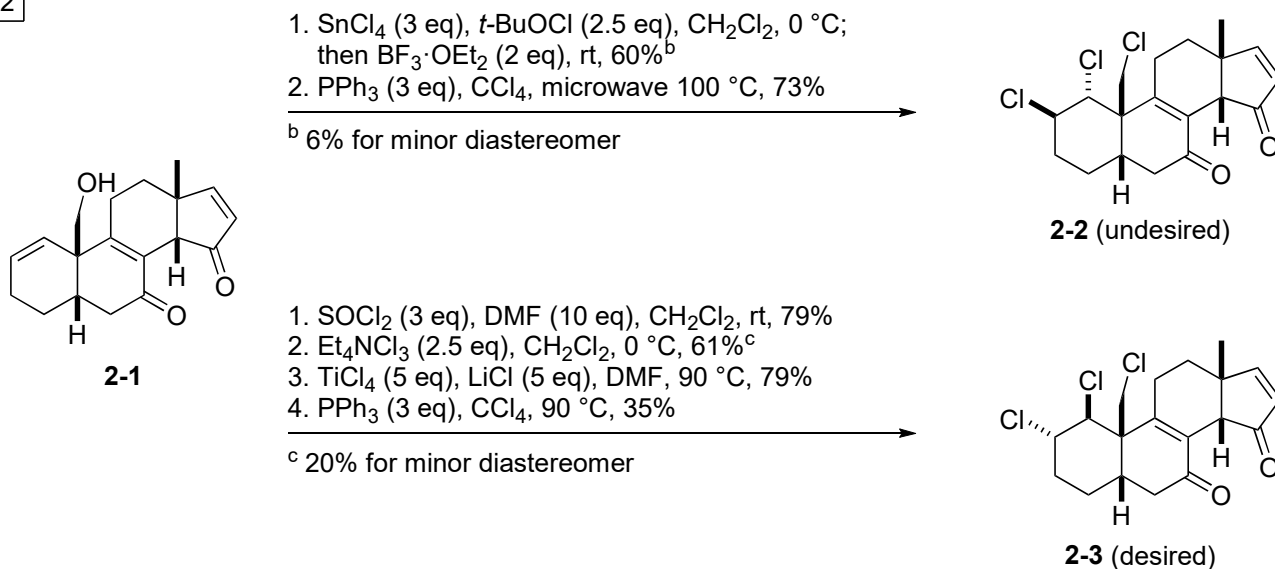 2
1. SnCl4 (3 eq), t-BuOCl (2.5 eq), CH2Cl2, 0 °C;
then BF3·OEt2 (2 eq), rt, 60%b
2. PPh3 (3 eq), CCl4, microwave 100 °C, 73%
b 6% for minor diastereomer
OH
H
H
O
O
2-1
Cl
Cl
Cl
H
H
O
O
2-2 (undesired)
1. SOCl2 (3 eq), DMF (10 eq), CH2Cl2, rt, 79%
2. Et4NCl3 (2.5 eq), CH2Cl2, 0 °C, 61%c
3. TiCl4 (5 eq), LiCl (5 eq), DMF, 90 °C, 79%
4. PPh3 (3 eq), CCl4, 90 °C, 35%
c 20% for minor diastereomer
Cl
Cl
Cl
H
H
O
O
2-3 (desired)